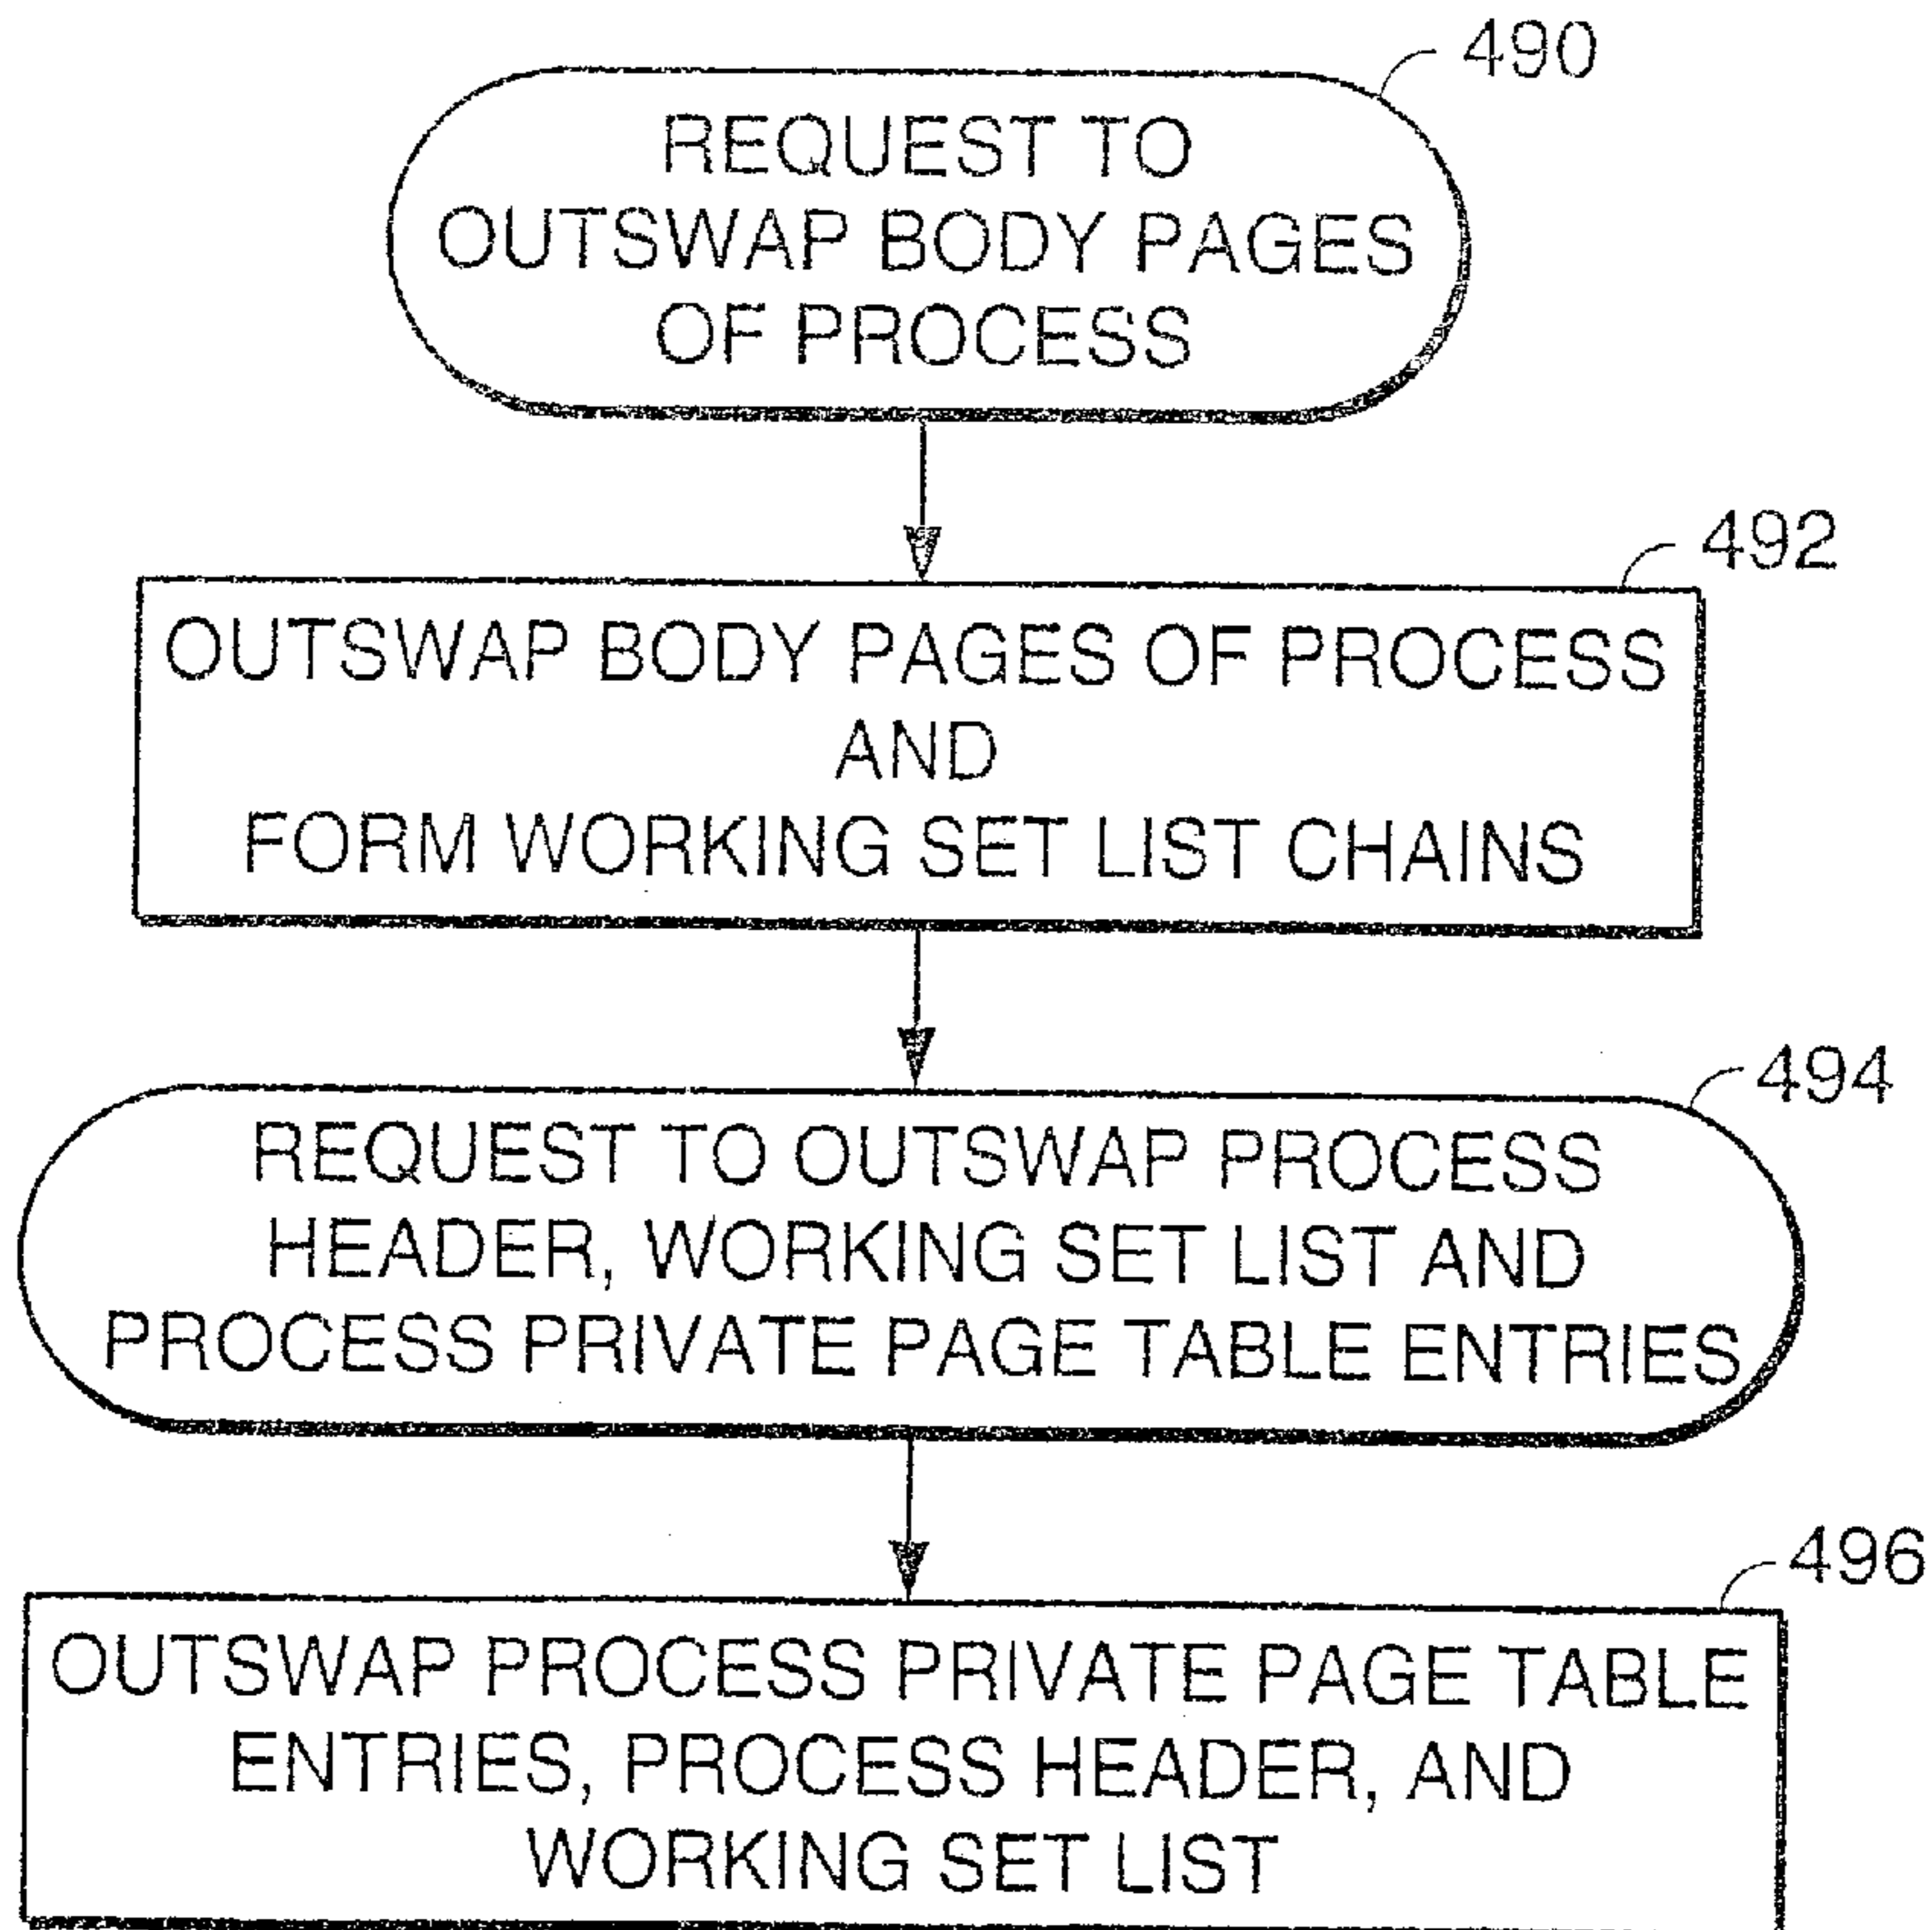 490
REQUEST TO
OUTSWAP BODY PAGES
OF PROCESS
492
OUTSWAP BODY PAGES OF PROCESS
AND
FORM WORKING SET LIST CHAINS
494
REQUEST TO OUTSWAP PROCESS
HEADER, WORKING SET LIST AND
PROCESS PRIVATE PAGE TABLE ENTRIES
496
OUTSWAP PROCESS PRIVATE PAGE TABLE
ENTRIES, PROCESS HEADER, AND
WORKING SET LIST